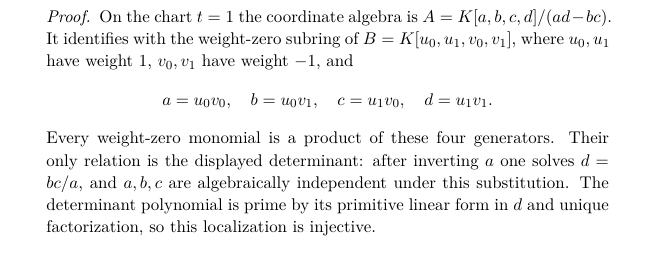 Proof. On the chart t = 1 the coordinate algebra is A = K[a, b, c, d]/(ad−bc).
It identifies with the weight-zero subring of B = K[u₀, u₁, v₀, v₁], where u₀, u₁
have weight 1, v₀, v₁ have weight −1, and
a = u₀v₀, b = u₀v₁, c = u₁v₀, d = u₁v₁.
Every weight-zero monomial is a product of these four generators. Their
only relation is the displayed determinant: after inverting a one solves d =
bc/a, and a, b, c are algebraically independent under this substitution. The
determinant polynomial is prime by its primitive linear form in d and unique
factorization, so this localization is injective.